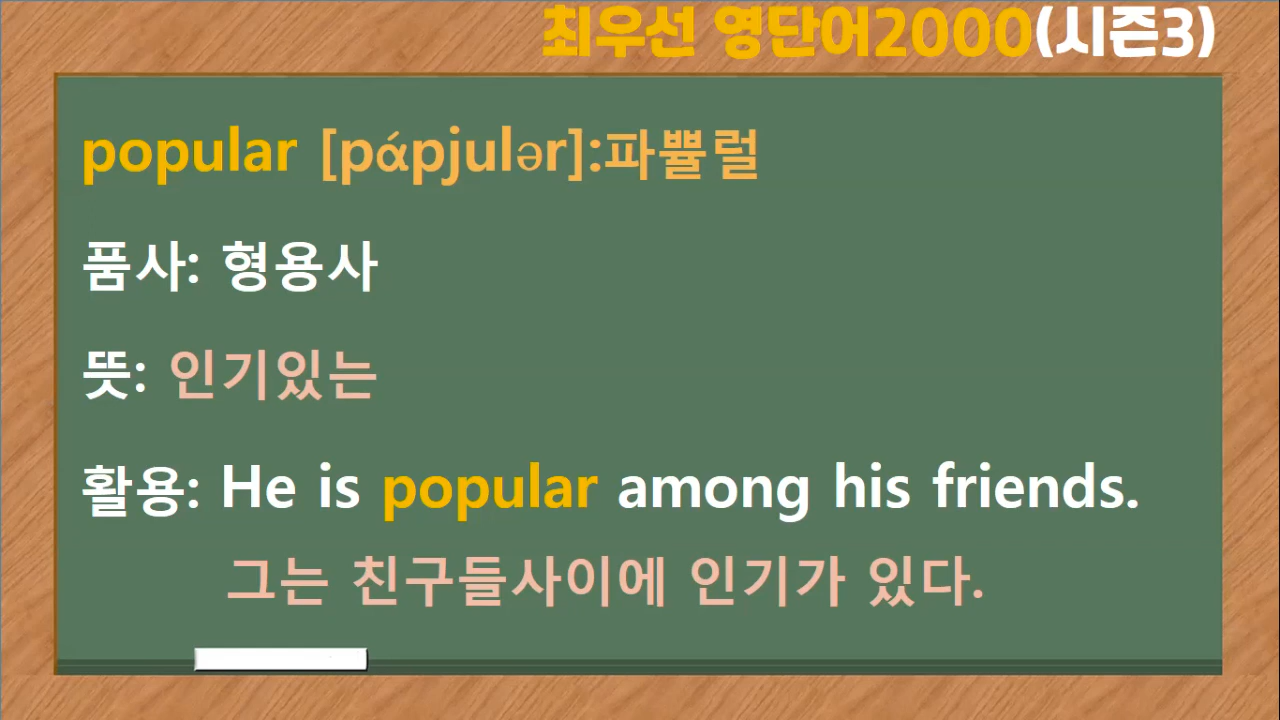 최우선 영단어2000(시즌3)
popular [pάpjulər]:파쀨럴
품사: 형용사
뜻: 인기있는
활용: He is popular among his friends.
그는 친구들사이에 인기가 있다.